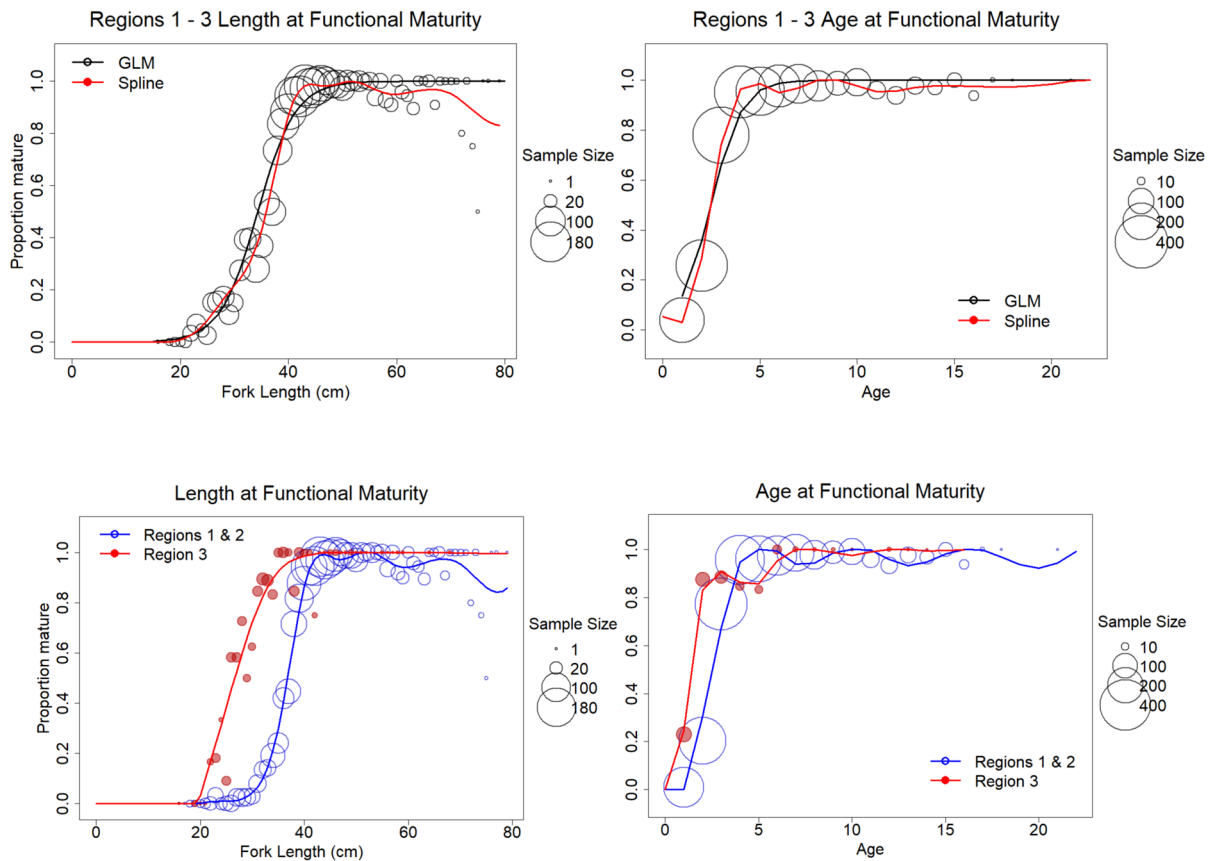 Regions 1 - 3 Length at Functional Maturity
GLM
Spline
Proportion mature
0.0 0.2 0.4 0.6 0.8 1.0
0 20 40 60 80
Fork Length (cm)
Sample Size
1
20
100
180
Regions 1 - 3 Age at Functional Maturity
0.0 0.2 0.4 0.6 0.8 1.0
GLM
Spline
0 5 10 15 20
Age
Sample Size
10
100
200
400
Length at Functional Maturity
Regions 1 & 2
Region 3
Proportion mature
0.0 0.2 0.4 0.6 0.8 1.0
0 20 40 60 80
Fork Length (cm)
Sample Size
1
20
100
180
Age at Functional Maturity
0.0 0.2 0.4 0.6 0.8 1.0
Regions 1 & 2
Region 3
0 5 10 15 20
Age
Sample Size
10
100
200
400